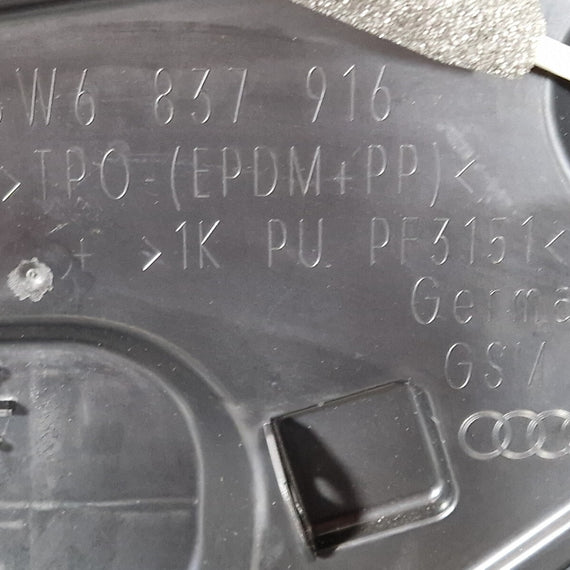 W6 837 916
>TPO-(EPDM+PP)<
+ >1K PU PF3151<
Germa
GSV